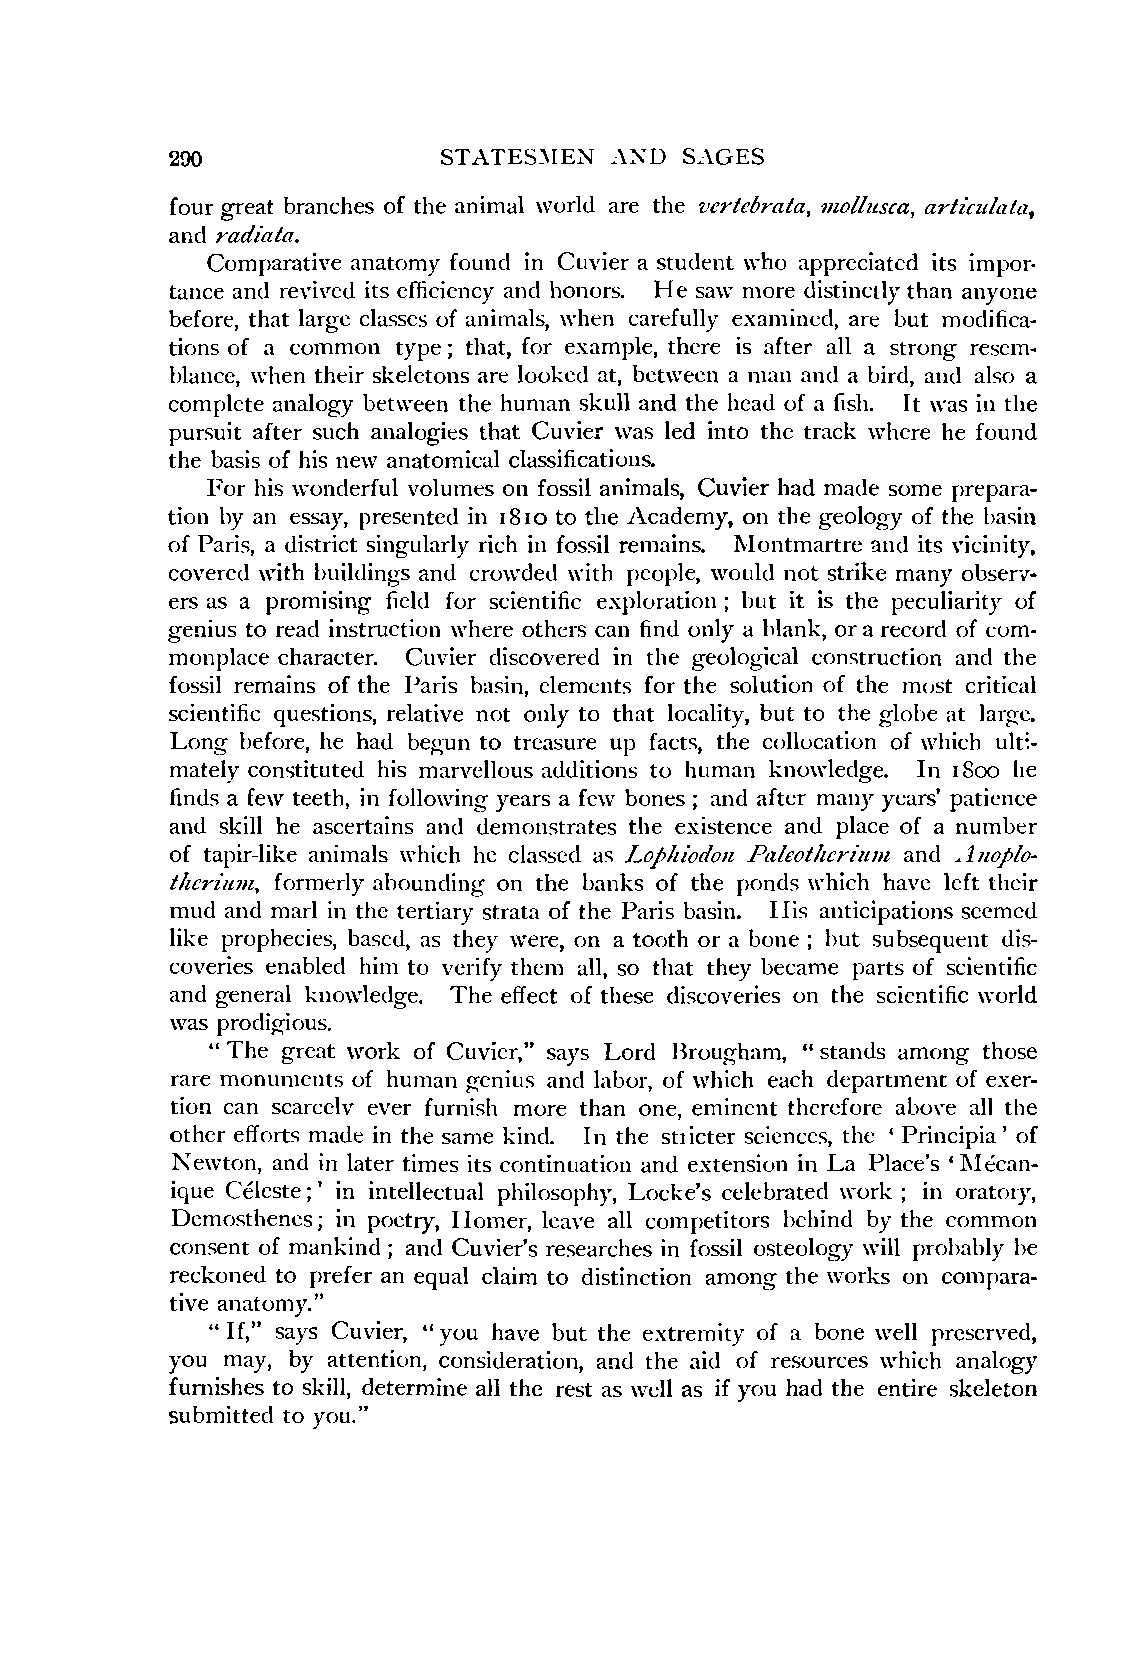 290 STATESMEN AND SAGES
four great branches of the animal world are the vertebrata, mollusca, articulata,
and radiata.
Comparative anatomy found in Cuvier a student who appreciated its impor-
tance and revived its efficiency and honors. He saw more distinctly than anyone
before, that large classes of animals, when carefully examined, are but modifica-
tions of a common type; that, for example, there is after all a strong resem-
blance, when their skeletons are looked at, between a man and a bird, and also a
complete analogy between the human skull and the head of a fish. It was in the
pursuit after such analogies that Cuvier was led into the track where he found
the basis of his new anatomical classifications.
For his wonderful volumes on fossil animals, Cuvier had made some prepara-
tion by an essay, presented in 1810 to the Academy, on the geology of the basin
of Paris, a district singularly rich in fossil remains. Montmartre and its vicinity,
covered with buildings and crowded with people, would not strike many observ-
ers as a promising field for scientific exploration; but it is the peculiarity of
genius to read instruction where others can find only a blank, or a record of com-
monplace character. Cuvier discovered in the geological construction and the
fossil remains of the Paris basin, elements for the solution of the most critical
scientific questions, relative not only to that locality, but to the globe at large.
Long before, he had begun to treasure up facts, the collocation of which ulti-
mately constituted his marvellous additions to human knowledge. In 1800 he
finds a few teeth, in following years a few bones; and after many years' patience
and skill he ascertains and demonstrates the existence and place of a number
of tapir-like animals which he classed as Lophiodon Paleotherium and Anoplo-
therium, formerly abounding on the banks of the ponds which have left their
mud and marl in the tertiary strata of the Paris basin. His anticipations seemed
like prophecies, based, as they were, on a tooth or a bone; but subsequent dis-
coveries enabled him to verify them all, so that they became parts of scientific
and general knowledge. The effect of these discoveries on the scientific world
was prodigious.
"The great work of Cuvier," says Lord Brougham, "stands among those
rare monuments of human genius and labor, of which each department of exer-
tion can scarcely ever furnish more than one, eminent therefore above all the
other efforts made in the same kind. In the stricter sciences, the 'Principia' of
Newton, and in later times its continuation and extension in La Place's 'Mécan-
ique Céleste;' in intellectual philosophy, Locke's celebrated work; in oratory,
Demosthenes; in poetry, Homer, leave all competitors behind by the common
consent of mankind; and Cuvier's researches in fossil osteology will probably be
reckoned to prefer an equal claim to distinction among the works on compara-
tive anatomy."
"If," says Cuvier, "you have but the extremity of a bone well preserved,
you may, by attention, consideration, and the aid of resources which analogy
furnishes to skill, determine all the rest as well as if you had the entire skeleton
submitted to you."